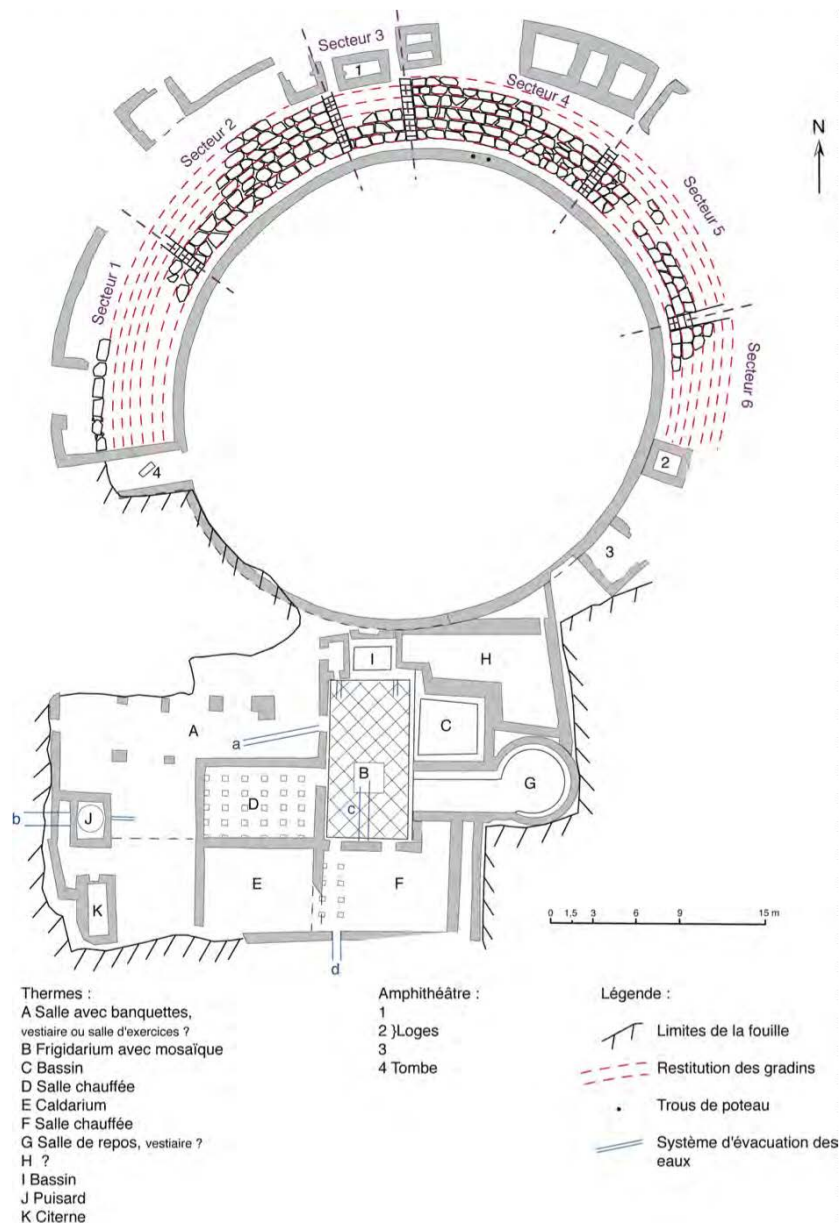 Secteur 3
1
Secteur 4
Secteur 2
N
Secteur 5
Secteur 1
Secteur 6
2
4
3
I
H
A
C
a
B
G
D
c
b
J
E
F
K
0 1,5 3 6 9 15 m
d
Thermes :
A Salle avec banquettes,
vestiaire ou salle d'exercices ?
B Frigidarium avec mosaïque
C Bassin
D Salle chauffée
E Caldarium
F Salle chauffée
G Salle de repos, vestiaire ?
H ?
I Bassin
J Puisard
K Citerne
Amphithéâtre :
1
2 }Loges
3
4 Tombe
Légende :
Limites de la fouille
Restitution des gradins
Trous de poteau
Système d'évacuation des
eaux